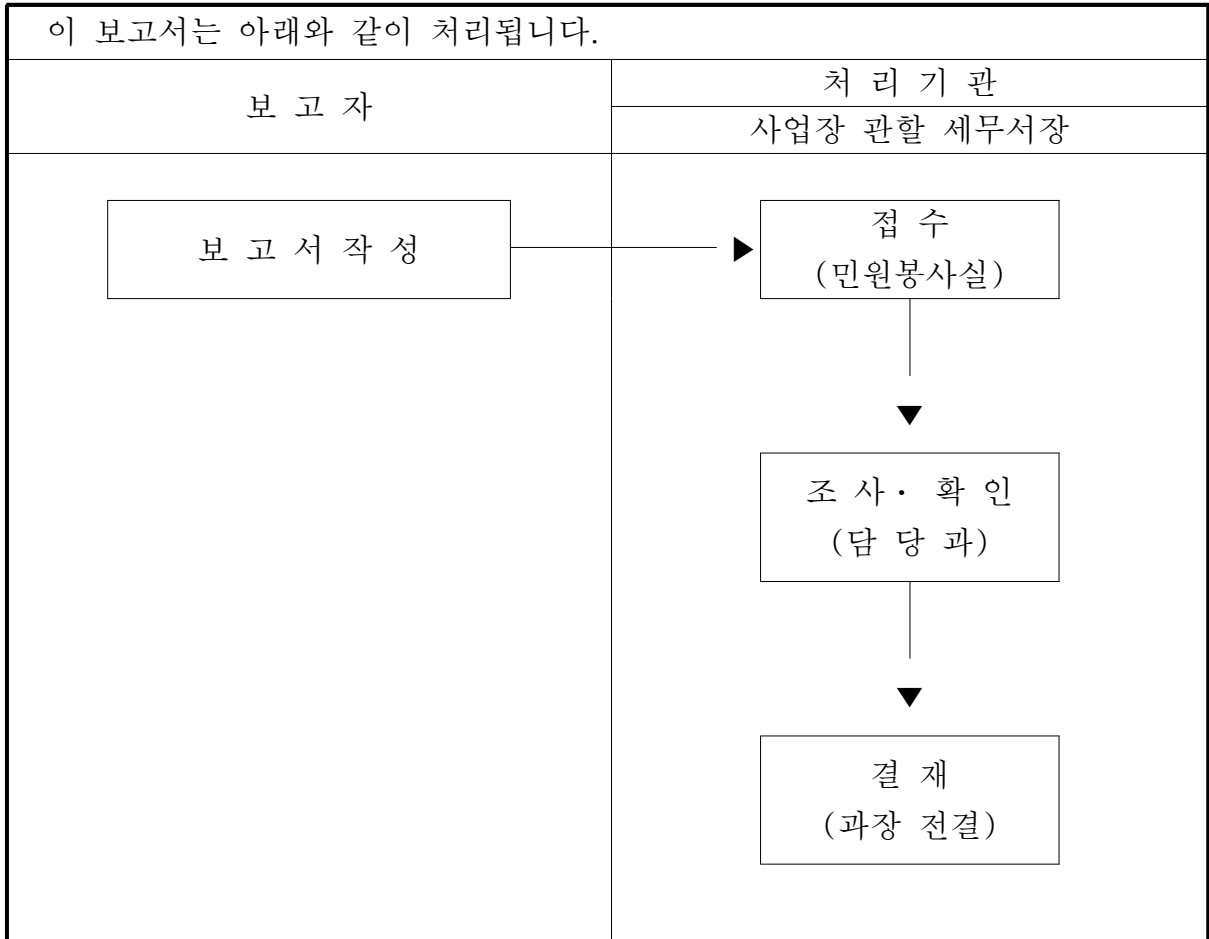 이 보고서는 아래와 같이 처리됩니다.
보 고 자
처 리 기 관
사업장 관할 세무서장
보 고 서 작 성
접 수
(민원봉사실)
조 사· 확 인
(담 당 과)
결 재
(과장 전결)